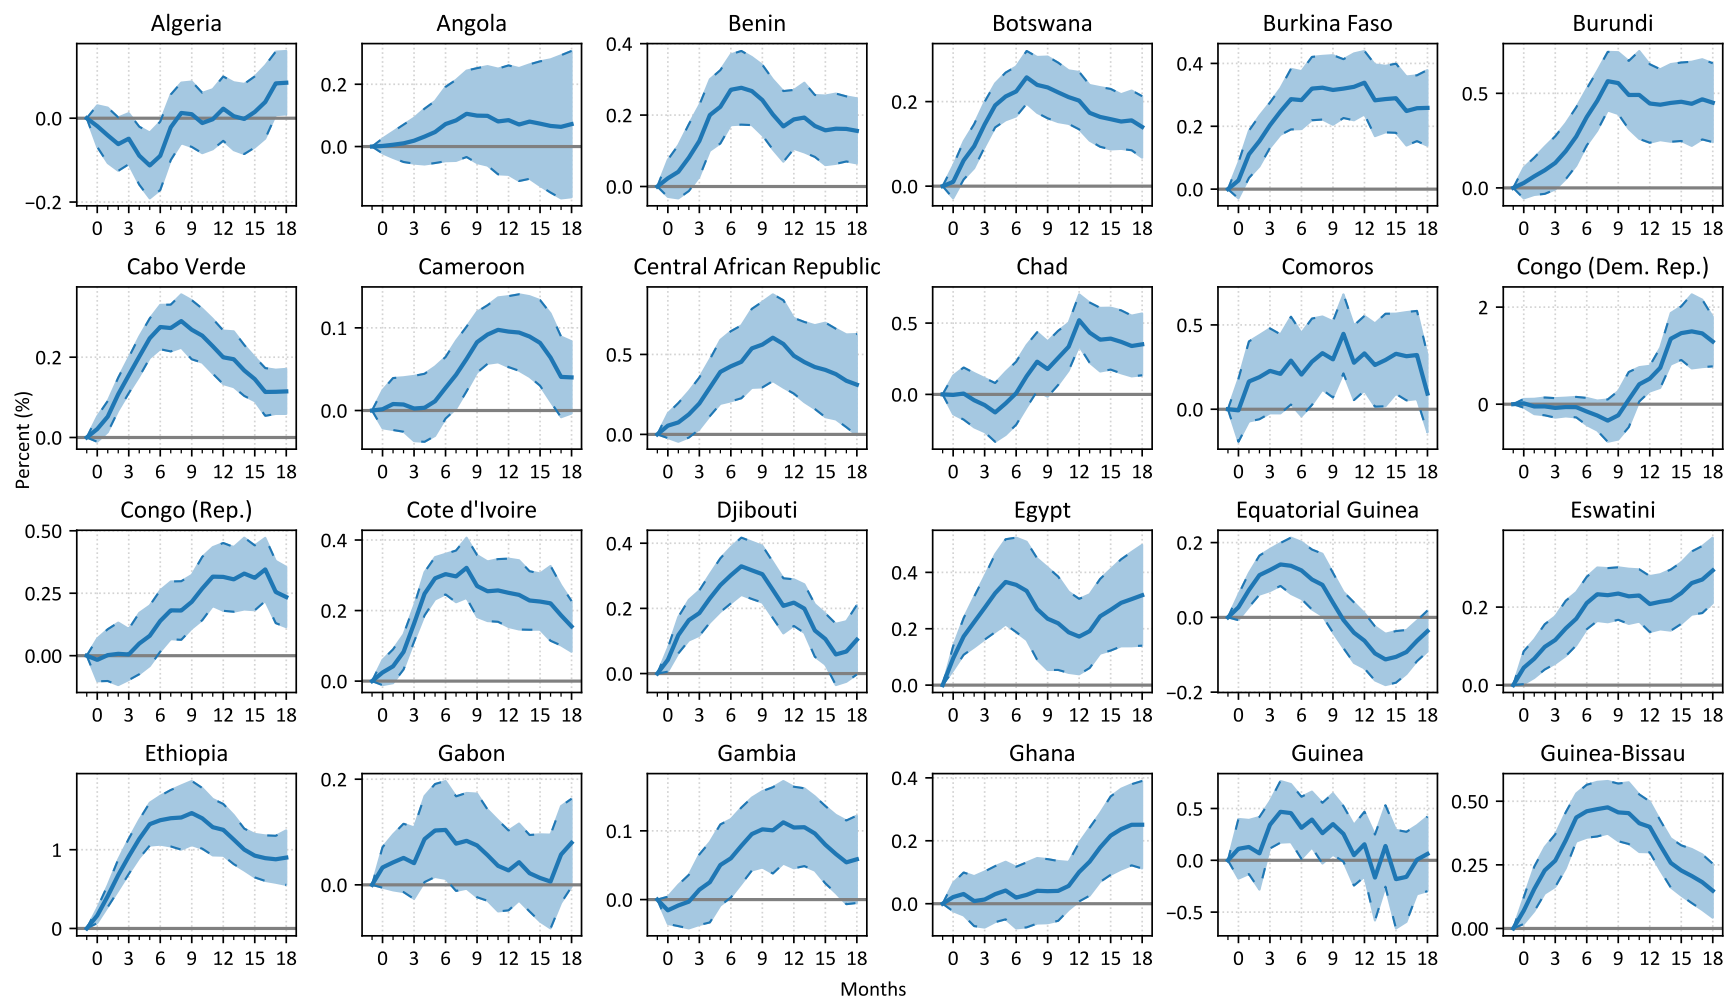 Algeria Angola Benin Botswana Burkina Faso Burundi
0.0 −0.2
0.2 0.0
0.4 0.2 0.0
0.2 0.0
0.4 0.2 0.0
0.5 0.0
0 3 6 9 12 15 18 0 3 6 9 12 15 18 0 3 6 9 12 15 18 0 3 6 9 12 15 18 0 3 6 9 12 15 18 0 3 6 9 12 15 18
Cabo Verde Cameroon Central African Republic Chad Comoros Congo (Dem. Rep.)
0.2 0.0
0.1 0.0
0.5 0.0
0.5 0.0
0.5 0.0
2 0
0 3 6 9 12 15 18 0 3 6 9 12 15 18 0 3 6 9 12 15 18 0 3 6 9 12 15 18 0 3 6 9 12 15 18 0 3 6 9 12 15 18
Percent (%)
Congo (Rep.) Cote d'Ivoire Djibouti Egypt Equatorial Guinea Eswatini
0.50 0.25 0.00
0.4 0.2 0.0
0.4 0.2 0.0
0.4 0.2 0.0
0.2 0.0 −0.2
0.2 0.0
0 3 6 9 12 15 18 0 3 6 9 12 15 18 0 3 6 9 12 15 18 0 3 6 9 12 15 18 0 3 6 9 12 15 18 0 3 6 9 12 15 18
Ethiopia Gabon Gambia Ghana Guinea Guinea-Bissau
1 0
0.2 0.0
0.1 0.0
0.4 0.2 0.0
0.5 0.0 −0.5
0.50 0.25 0.00
0 3 6 9 12 15 18 0 3 6 9 12 15 18 0 3 6 9 12 15 18 0 3 6 9 12 15 18 0 3 6 9 12 15 18 0 3 6 9 12 15 18
Months